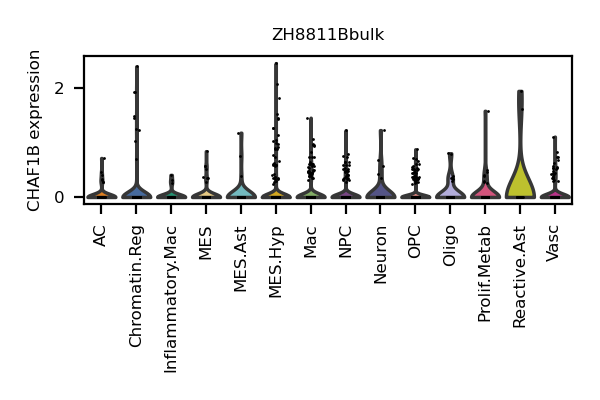 ZH8811Bbulk
CHAF1B expression
2
0
AC
Chromatin.Reg
Inflammatory.Mac
MES
MES.Ast
MES.Hyp
Mac
NPC
Neuron
OPC
Oligo
Prolif.Metab
Reactive.Ast
Vasc